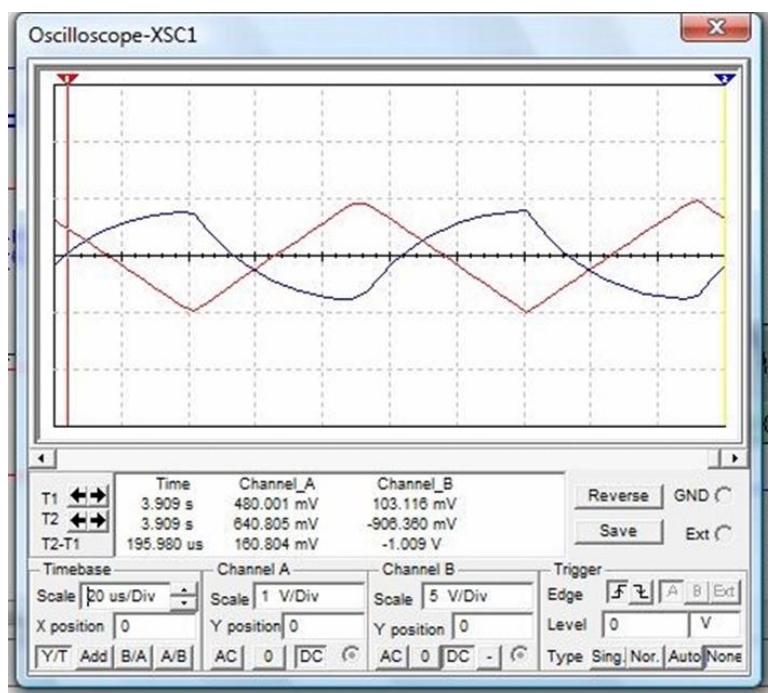 Oscilloscope-XSC1
1
2
Time Channel_A Channel_B
T1 3.909 s 480.001 mV 103.116 mV
T2 3.909 s 640.805 mV -906.360 mV
T2-T1 195.980 us 160.804 mV -1.009 V
Reverse GND
Save Ext
Timebase Channel A Channel B Trigger
Scale 20 us/Div Scale 1 V/Div Scale 5 V/Div Edge A B Ext
X position 0 Y position 0 Y position 0 Level 0 V
Y/T Add B/A A/B AC 0 DC AC 0 DC - Type Sing. Nor. Auto None